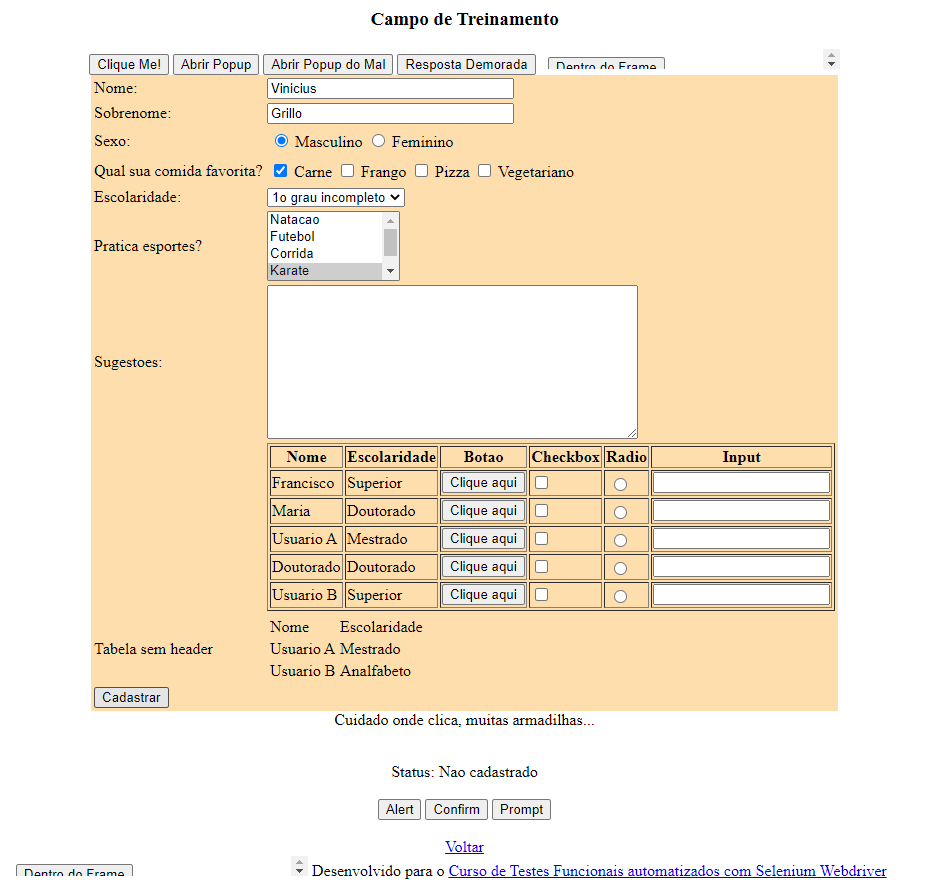 Campo de Treinamento
Clique Me! Abrir Popup Abrir Popup do Mal Resposta Demorada Dentro do Frame
Nome: Vinicius
Sobrenome: Grillo
Sexo: Masculino Feminino
Qual sua comida favorita? Carne Frango Pizza Vegetariano
Escolaridade: 1o grau incompleto
Natacao
Futebol
Pratica esportes?
Corrida
Karate
Sugestoes:
Nome Escolaridade Botao Checkbox Radio Input
Francisco Superior Clique aqui
Maria Doutorado Clique aqui
Usuario A Mestrado Clique aqui
Doutorado Doutorado Clique aqui
Usuario B Superior Clique aqui
Nome Escolaridade
Tabela sem header Usuario A Mestrado
Usuario B Analfabeto
Cadastrar
Cuidado onde clica, muitas armadilhas...
Status: Nao cadastrado
Alert Confirm Prompt
Voltar
Dentro do Frame Desenvolvido para o Curso de Testes Funcionais automatizados com Selenium Webdriver